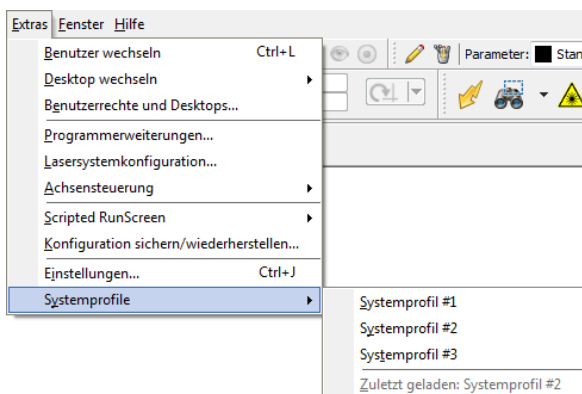 Extras Fenster Hilfe
Benutzer wechseln Ctrl+L
Parameter: Stan
Desktop wechseln
Benutzerrechte und Desktops...
Programmerweiterungen...
Lasersystemkonfiguration...
Achsensteuerung
Scripted RunScreen
Konfiguration sichern/wiederherstellen...
Einstellungen... Ctrl+J
Systemprofile
Systemprofil #1
Systemprofil #2
Systemprofil #3
Zuletzt geladen: Systemprofil #2